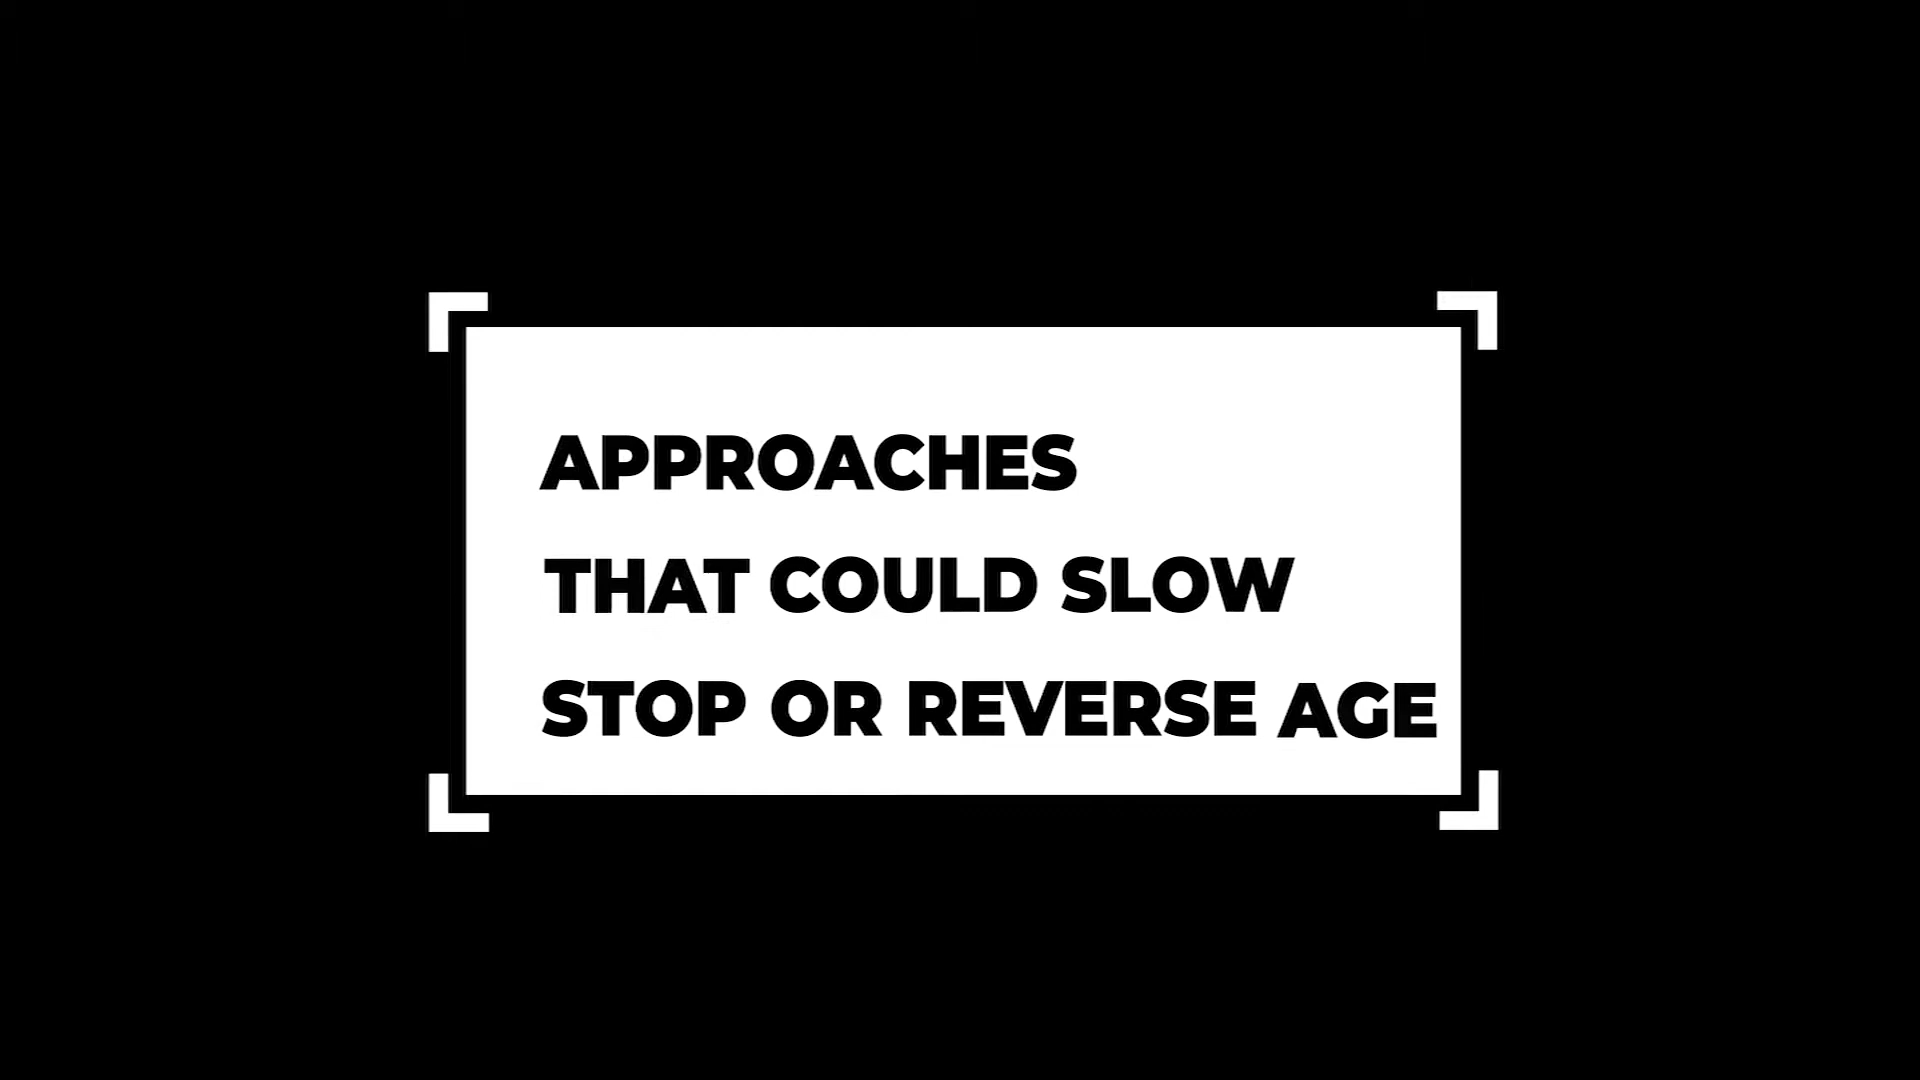 APPROACHES
THAT COULD SLOW
STOP OR REVERSE AGE